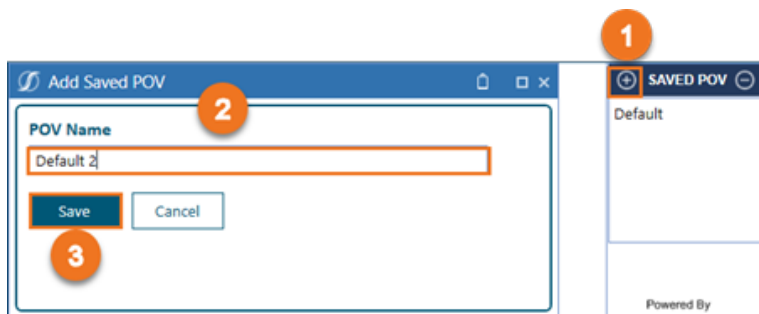 1
Add Saved POV
SAVED POV
2
Default
POV Name
Default 2
Save
Cancel
3
Powered By